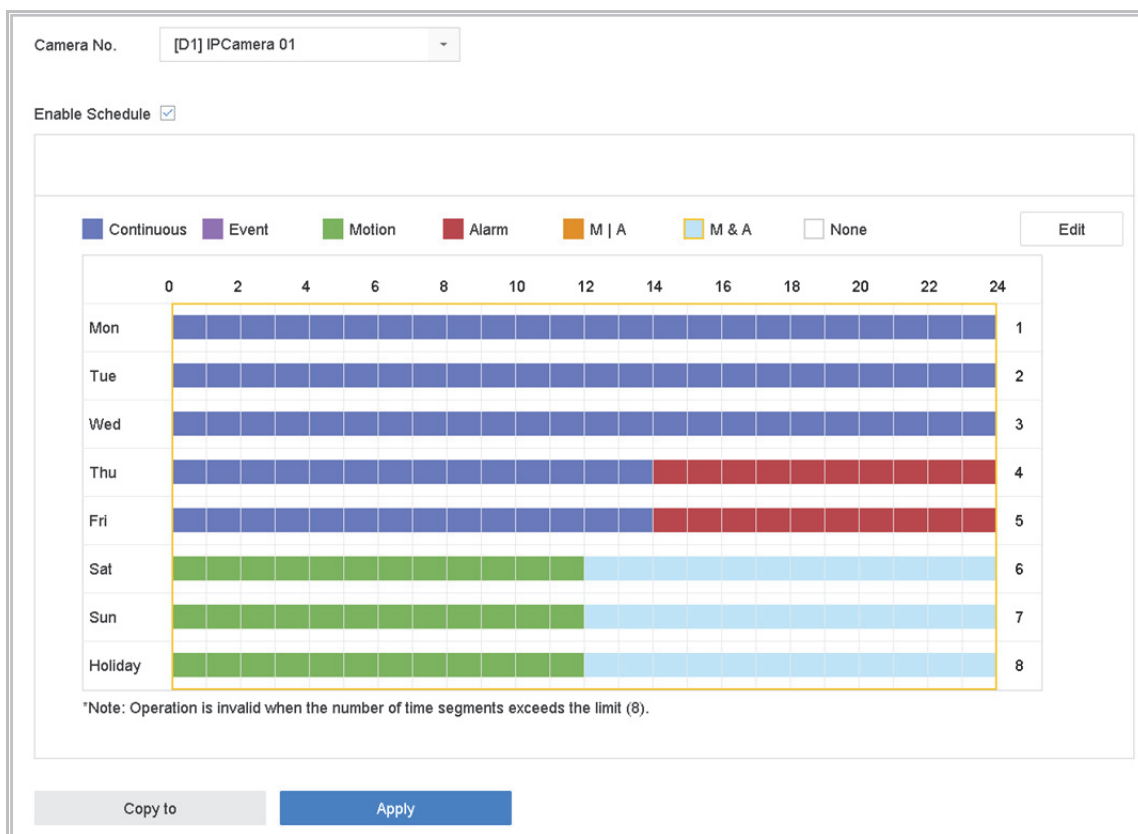 Camera No. [D1] IPCamera 01
Enable Schedule
Continuous Event Motion Alarm M | A M & A None Edit
0 2 4 6 8 10 12 14 16 18 20 22 24
Mon 1
Tue 2
Wed 3
Thu 4
Fri 5
Sat 6
Sun 7
Holiday 8
*Note: Operation is invalid when the number of time segments exceeds the limit (8).
Copy to Apply